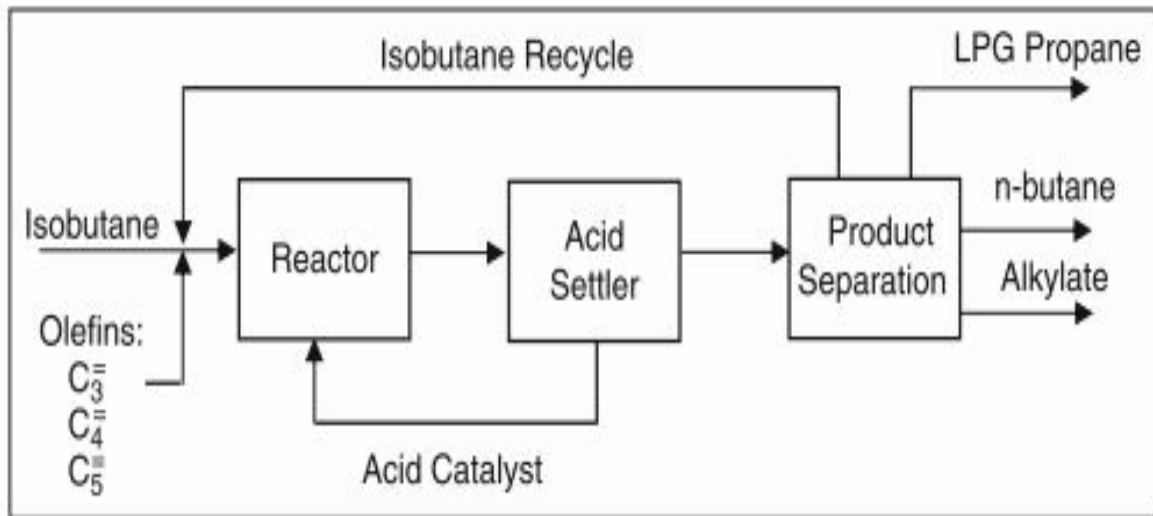 Isobutane Recycle
LPG Propane
Isobutane
Reactor
Acid
Settler
Product
Separation
n-butane
Alkylate
Olefins:
C₃⁼
C₄⁼
C₅⁼
Acid Catalyst